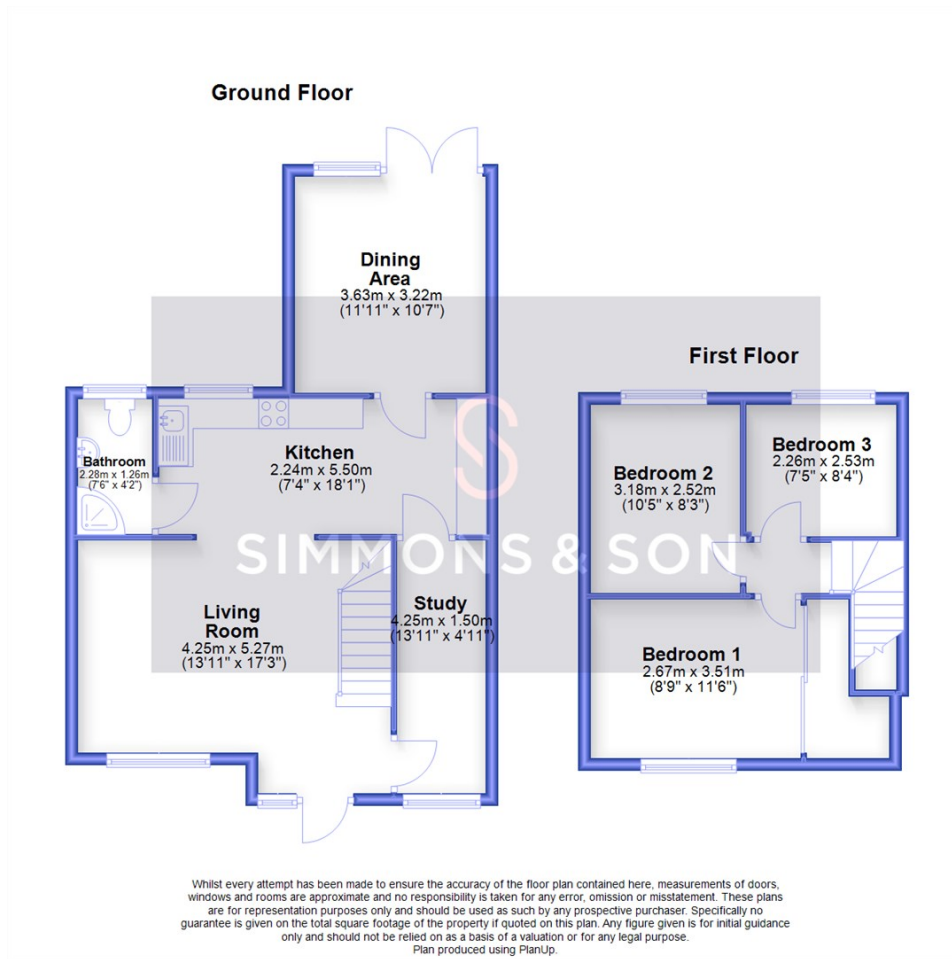 Ground Floor
Dining
Area
3.63m x 3.22m
(11'11" x 10'7")
First Floor
Kitchen
2.24m x 5.50m
(7'4" x 18'1")
Bathroom
2.28m x 1.26m
(7'6" x 4'2")
Bedroom 3
2.26m x 2.53m
(7'5" x 8'4")
Bedroom 2
3.18m x 2.52m
(10'5" x 8'3")
SIMMONS & SON
Living
Room
4.25m x 5.27m
(13'11" x 17'3")
Study
4.25m x 1.50m
(13'11" x 4'11")
Bedroom 1
2.67m x 3.51m
(8'9" x 11'6")
Whilst every attempt has been made to ensure the accuracy of the floor plan contained here, measurements of doors,
windows and rooms are approximate and no responsibility is taken for any error, omission or misstatement. These plans
are for representation purposes only and should be used as such by any prospective purchaser. Specifically no
guarantee is given on the total square footage of the property if quoted on this plan. Any figure given is for initial guidance
only and should not be relied on as a basis of a valuation or for any legal purpose.
Plan produced using PlanUp.